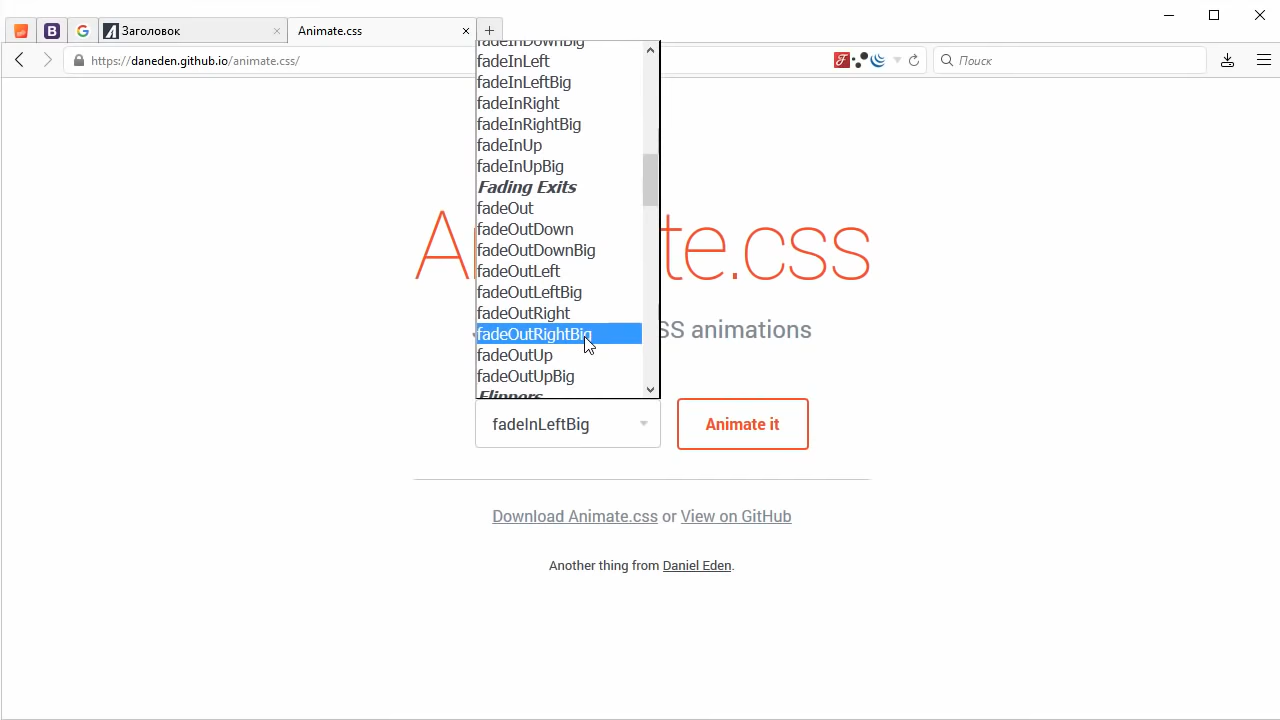 Заголовок
Animate.css
https://daneden.github.io/animate.css/
Поиск
fadeInDownBig
fadeInLeft
fadeInLeftBig
fadeInRight
fadeInRightBig
fadeInUp
fadeInUpBig
Fading Exits
fadeOut
fadeOutDown
fadeOutDownBig
fadeOutLeft
fadeOutLeftBig
fadeOutRight
fadeOutRightBig
fadeOutUp
fadeOutUpBig
Flippers
A te.css
SS animations
fadeInLeftBig
Animate it
Download Animate.css or View on GitHub
Another thing from Daniel Eden.